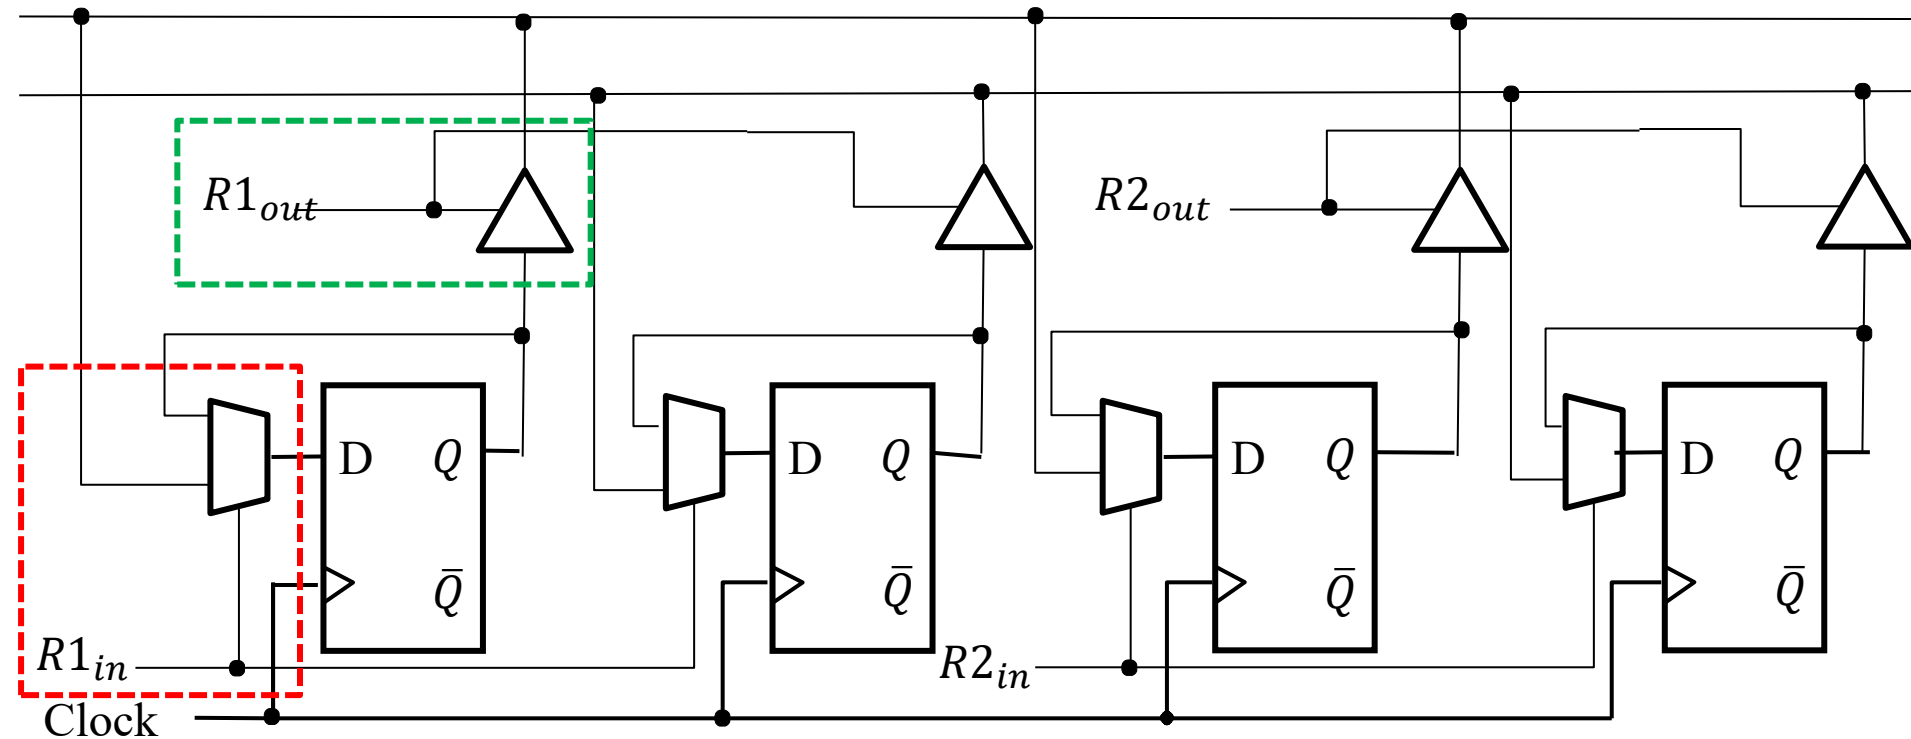 R1out
R2out
D Q
D Q
D Q
D Q
Q̅
Q̅
Q̅
Q̅
R1in
R2in
Clock